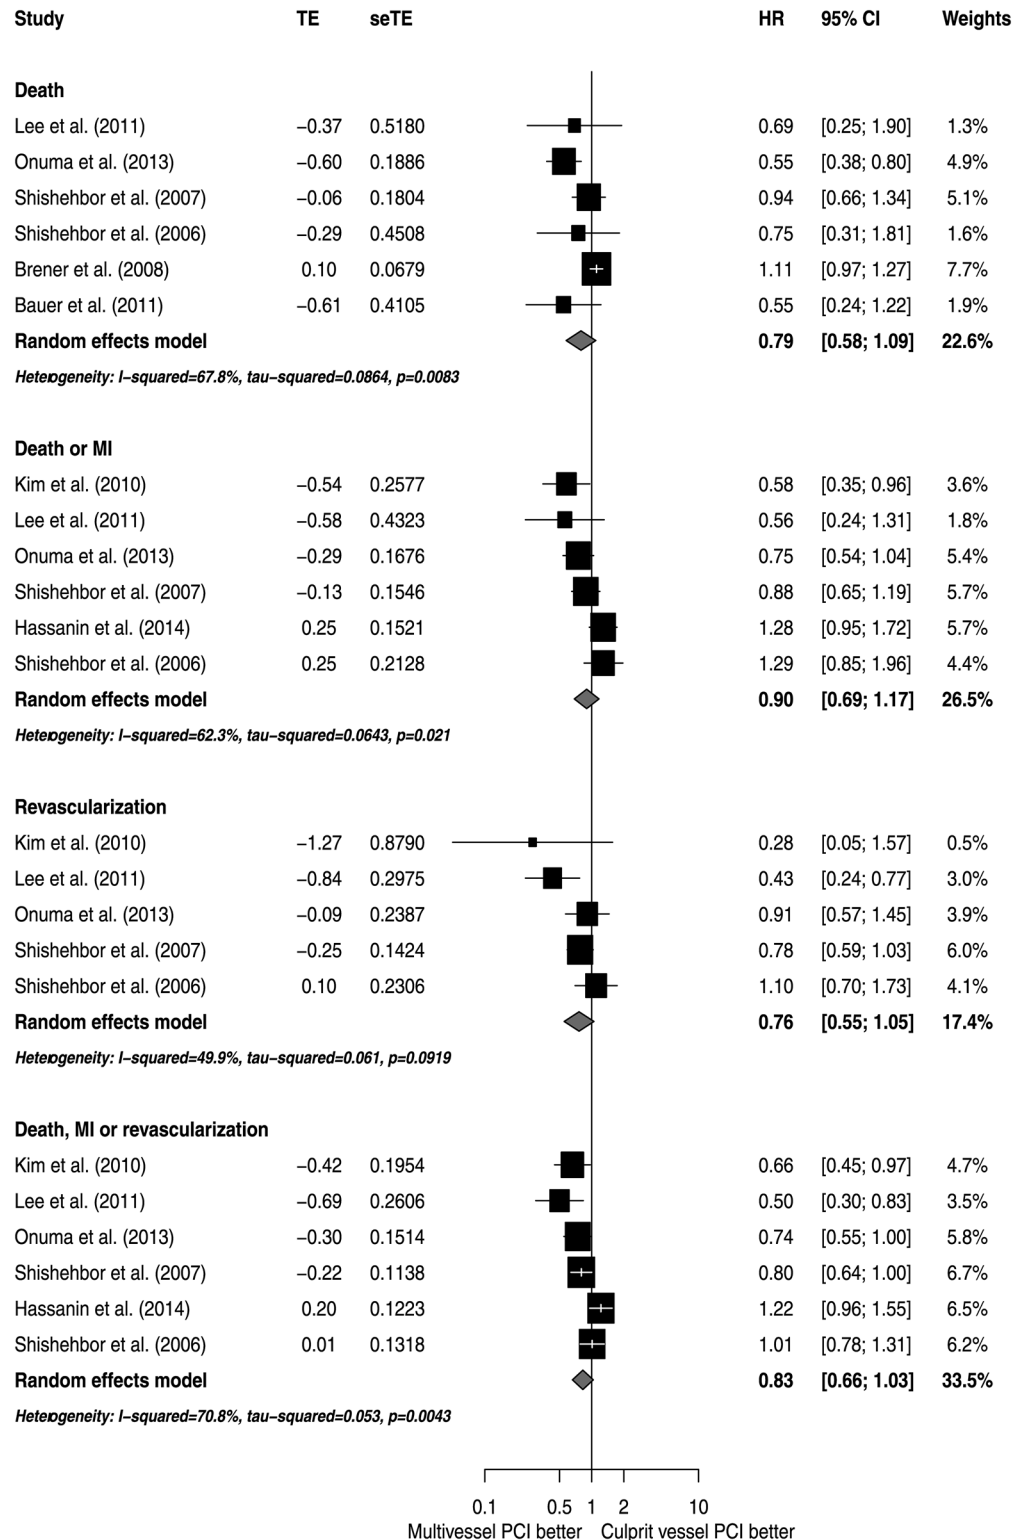 Study TE seTE HR 95% CI Weights
Death
Lee et al. (2011) −0.37 0.5180 0.69 [0.25; 1.90] 1.3%
Onuma et al. (2013) −0.60 0.1886 0.55 [0.38; 0.80] 4.9%
Shishehbor et al. (2007) −0.06 0.1804 0.94 [0.66; 1.34] 5.1%
Shishehbor et al. (2006) −0.29 0.4508 0.75 [0.31; 1.81] 1.6%
Brener et al. (2008) 0.10 0.0679 1.11 [0.97; 1.27] 7.7%
Bauer et al. (2011) −0.61 0.4105 0.55 [0.24; 1.22] 1.9%
Random effects model 0.79 [0.58; 1.09] 22.6%
Heterogeneity: I−squared=67.8%, tau−squared=0.0864, p=0.0083
Death or MI
Kim et al. (2010) −0.54 0.2577 0.58 [0.35; 0.96] 3.6%
Lee et al. (2011) −0.58 0.4323 0.56 [0.24; 1.31] 1.8%
Onuma et al. (2013) −0.29 0.1676 0.75 [0.54; 1.04] 5.4%
Shishehbor et al. (2007) −0.13 0.1546 0.88 [0.65; 1.19] 5.7%
Hassanin et al. (2014) 0.25 0.1521 1.28 [0.95; 1.72] 5.7%
Shishehbor et al. (2006) 0.25 0.2128 1.29 [0.85; 1.96] 4.4%
Random effects model 0.90 [0.69; 1.17] 26.5%
Heterogeneity: I−squared=62.3%, tau−squared=0.0643, p=0.021
Revascularization
Kim et al. (2010) −1.27 0.8790 0.28 [0.05; 1.57] 0.5%
Lee et al. (2011) −0.84 0.2975 0.43 [0.24; 0.77] 3.0%
Onuma et al. (2013) −0.09 0.2387 0.91 [0.57; 1.45] 3.9%
Shishehbor et al. (2007) −0.25 0.1424 0.78 [0.59; 1.03] 6.0%
Shishehbor et al. (2006) 0.10 0.2306 1.10 [0.70; 1.73] 4.1%
Random effects model 0.76 [0.55; 1.05] 17.4%
Heterogeneity: I−squared=49.9%, tau−squared=0.061, p=0.0919
Death, MI or revascularization
Kim et al. (2010) −0.42 0.1954 0.66 [0.45; 0.97] 4.7%
Lee et al. (2011) −0.69 0.2606 0.50 [0.30; 0.83] 3.5%
Onuma et al. (2013) −0.30 0.1514 0.74 [0.55; 1.00] 5.8%
Shishehbor et al. (2007) −0.22 0.1138 0.80 [0.64; 1.00] 6.7%
Hassanin et al. (2014) 0.20 0.1223 1.22 [0.96; 1.55] 6.5%
Shishehbor et al. (2006) 0.01 0.1318 1.01 [0.78; 1.31] 6.2%
Random effects model 0.83 [0.66; 1.03] 33.5%
Heterogeneity: I−squared=70.8%, tau−squared=0.053, p=0.0043
0.1 0.5 1 2 10
Multivessel PCI better Culprit vessel PCI better